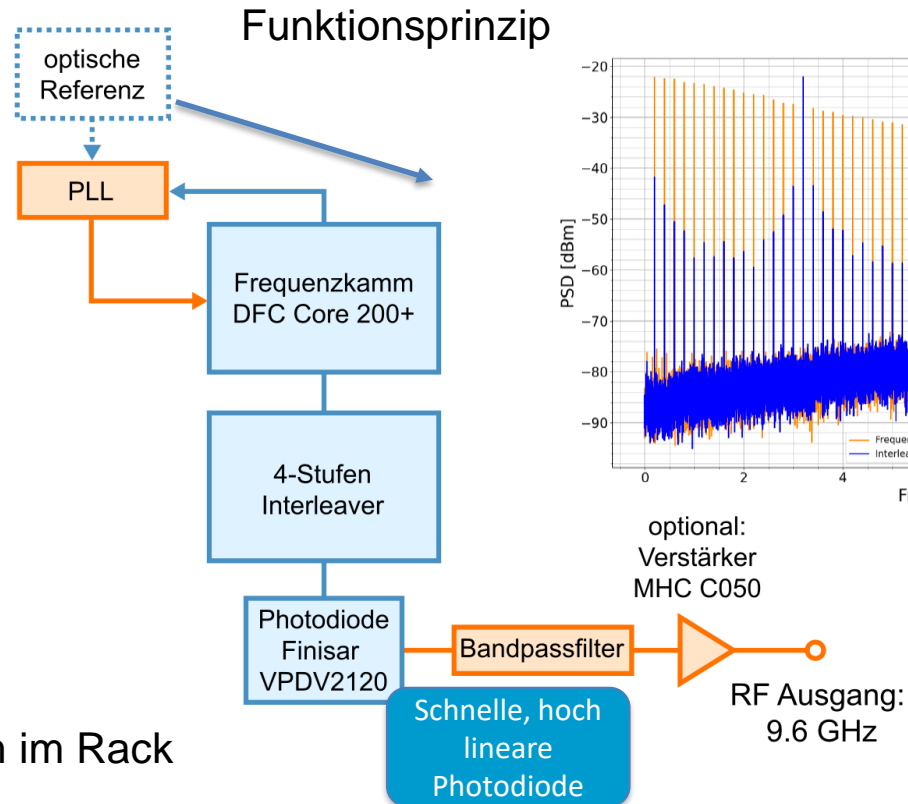 Funktionsprinzip
optische
Referenz
PLL
Frequenzkamm
DFC Core 200+
4-Stufen
Interleaver
Photodiode
Finisar
VPDV2120
Schnelle, hoch
lineare
Photodiode
Bandpassfilter
optional:
Verstärker
MHC C050
RF Ausgang:
9.6 GHz
im Rack
PSD [dBm]
−20
−30
−40
−50
−60
−70
−80
−90
0
2
4